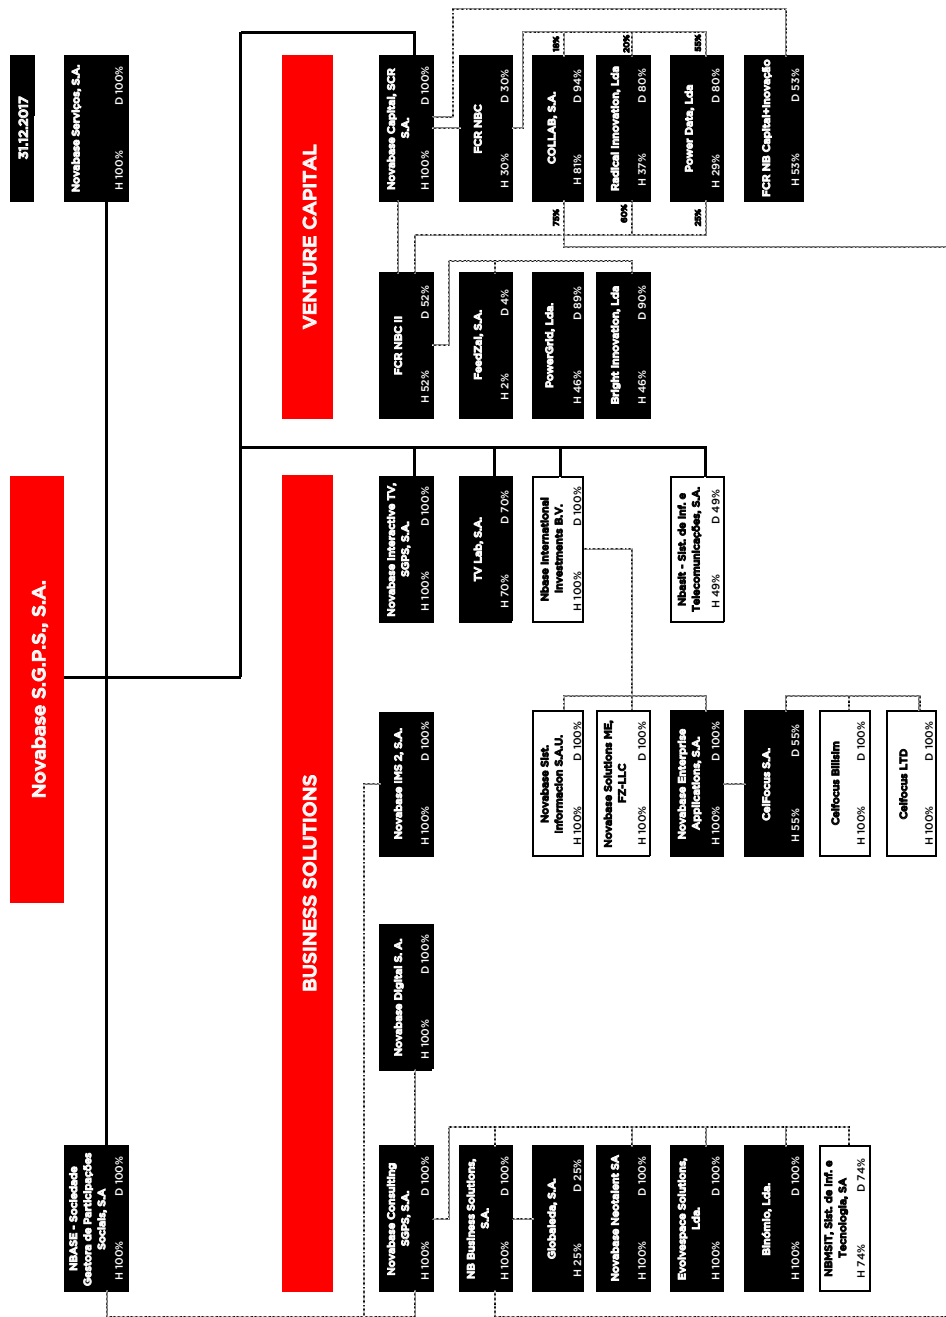 Novabase S.G.P.S., S.A.
31.12.2017
NBASE - Sociedade
Gestora de Participações
Sociais, S.A
H 100% D 100%
Novabase Serviços, S.A.
H 100% D 100%
BUSINESS SOLUTIONS
VENTURE CAPITAL
Novabase Consulting
SGPS, S.A.
H 100% D 100%
Novabase Digital S. A.
H 100% D 100%
Novabase IMS 2, S.A.
H 100% D 100%
Novabase Interactive TV,
SGPS, S.A.
H 100% D 100%
FCR NBC II
H 52% D 52%
Novabase Capital, SCR
S.A.
H 100% D 100%
NB Business Solutions,
S.A.
H 100% D 100%
TV Lab, S.A.
H 70% D 70%
FeedZai, S.A.
H 2% D 4%
FCR NBC
H 30% D 30%
Globaleda, S.A.
H 25% D 25%
Novabase Sist.
Informacion S.A.U.
H 100% D 100%
Nbase International
Investments B.V.
H 100% D 100%
PowerGrid, Lda.
H 46% D 89%
75%
COLLAB, S.A.
H 81% D 94%
18%
Novabase Neotalent SA
H 100% D 100%
Novabase Solutions ME,
FZ-LLC
H 100% D 100%
Bright Innovation, Lda
H 46% D 90%
60%
Radical Innovation, Lda
H 37% D 80%
20%
Evolvespace Solutions,
Lda.
H 100% D 100%
Novabase Enterprise
Applications, S.A.
H 100% D 100%
Nbasit - Sist. de Inf. e
Telecomunicações, S.A.
H 49% D 49%
25%
Power Data, Lda
H 29% D 80%
55%
Binómio, Lda.
H 100% D 100%
CelFocus S.A.
H 55% D 55%
FCR NB Capital+Inovação
H 53% D 53%
NBMSIT, Sist. de Inf. e
Tecnologia, SA
H 74% D 74%
Celfocus Bilisim
H 100% D 100%
Celfocus LTD
H 100% D 100%